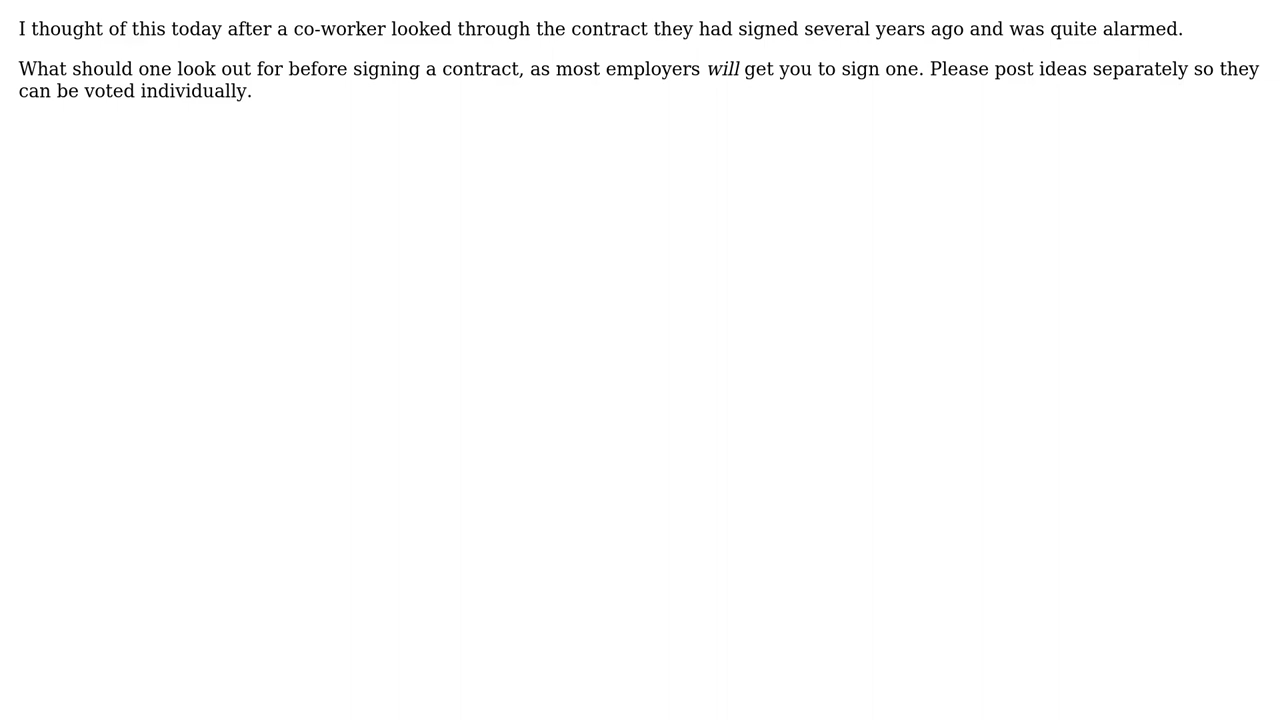 I thought of this today after a co-worker looked through the contract they had signed several years ago and was quite alarmed.
What should one look out for before signing a contract, as most employers will get you to sign one. Please post ideas separately so they
can be voted individually.